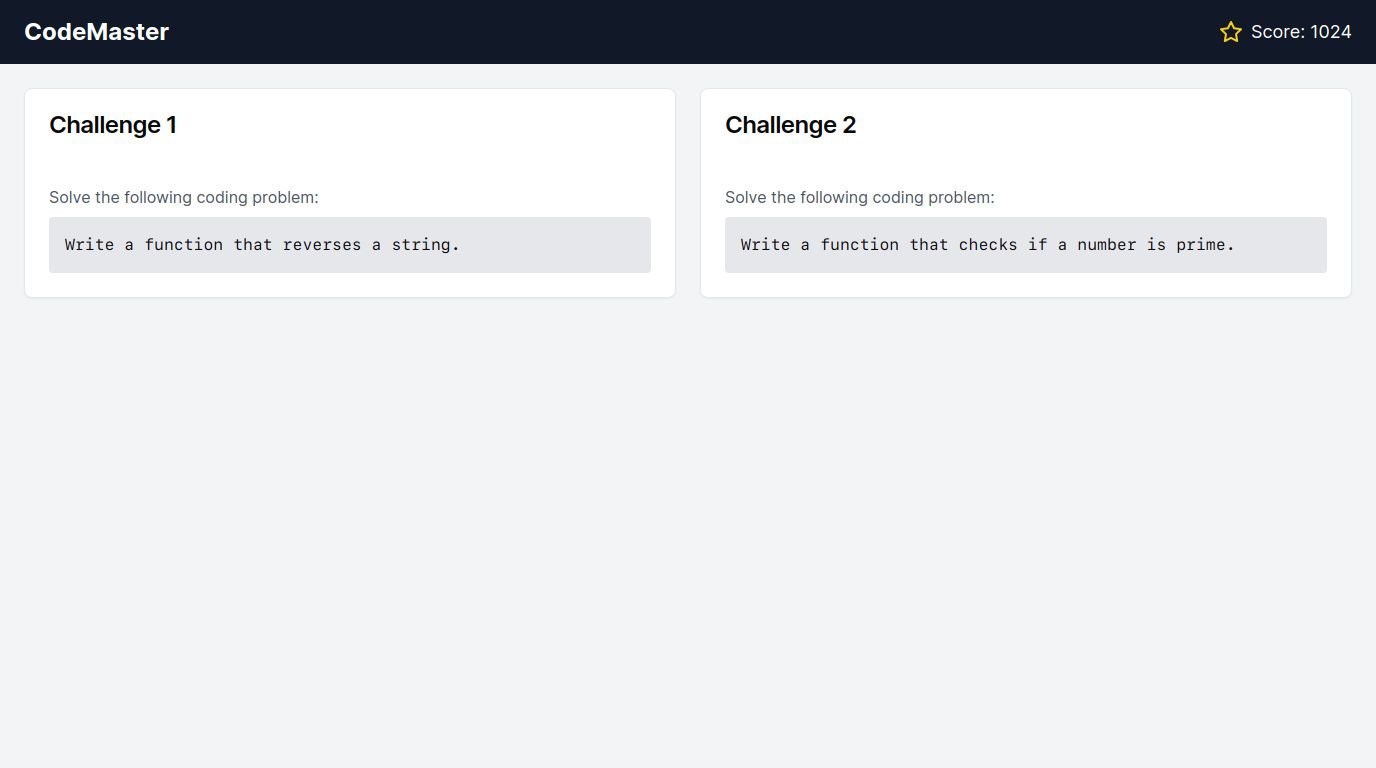 CodeMaster
Score: 1024
Challenge 1
Solve the following coding problem:
Write a function that reverses a string.
Challenge 2
Solve the following coding problem:
Write a function that checks if a number is prime.